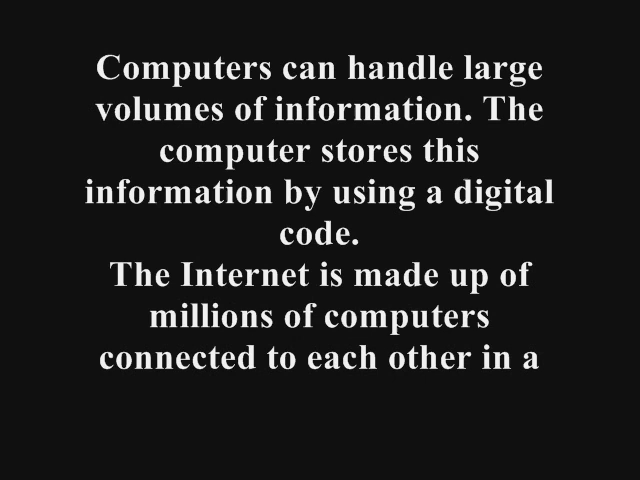 Computers can handle large
volumes of information. The
computer stores this
information by using a digital
code.
The Internet is made up of
millions of computers
connected to each other in a